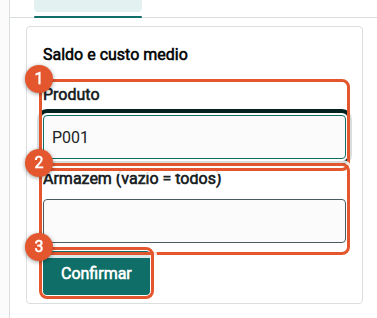 Saldo e custo medio
1
Produto
P001
2
Armazem (vazio = todos)
3
Confirmar